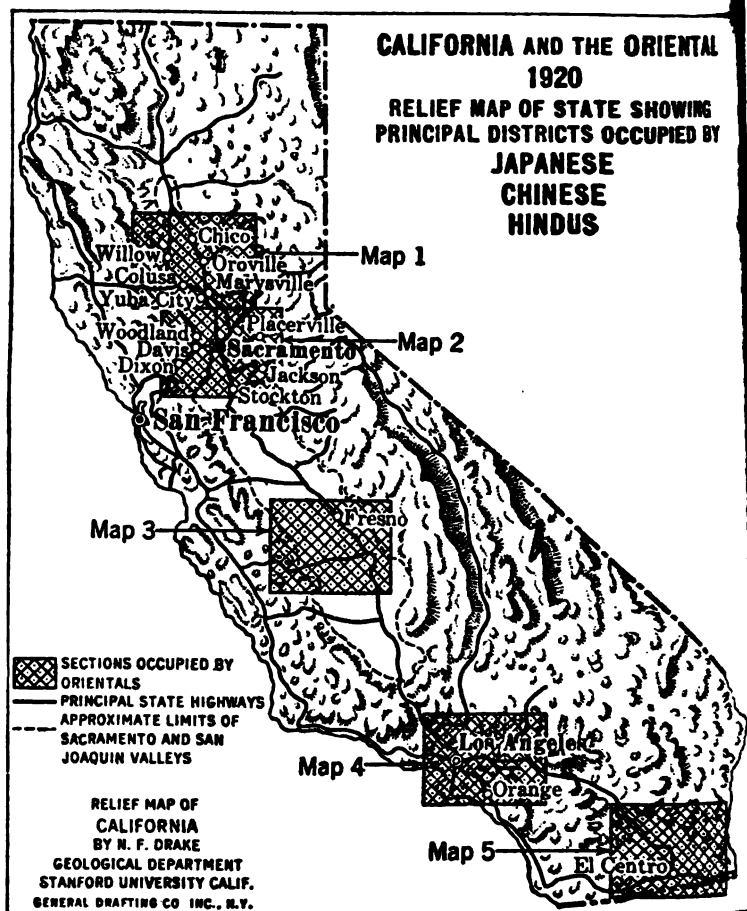 CALIFORNIA AND THE ORIENTAL
1920
RELIEF MAP OF STATE SHOWING
PRINCIPAL DISTRICTS OCCUPIED BY
JAPANESE
CHINESE
HINDUS
Chico
Willow
Oroville
Map 1
Colusa
Marysville
Yuba City
Placerville
Woodland
Map 2
Davis
Sacramento
Dixon
Jackson
Stockton
San Francisco
Fresno
Map 3
SECTIONS OCCUPIED BY
ORIENTALS
PRINCIPAL STATE HIGHWAYS
APPROXIMATE LIMITS OF
SACRAMENTO AND SAN
JOAQUIN VALLEYS
Los Angeles
Map 4
Orange
RELIEF MAP OF
CALIFORNIA
BY N. F. DRAKE
GEOLOGICAL DEPARTMENT
STANFORD UNIVERSITY CALIF.
GENERAL DRAFTING CO INC., N.Y.
Map 5
El Centro